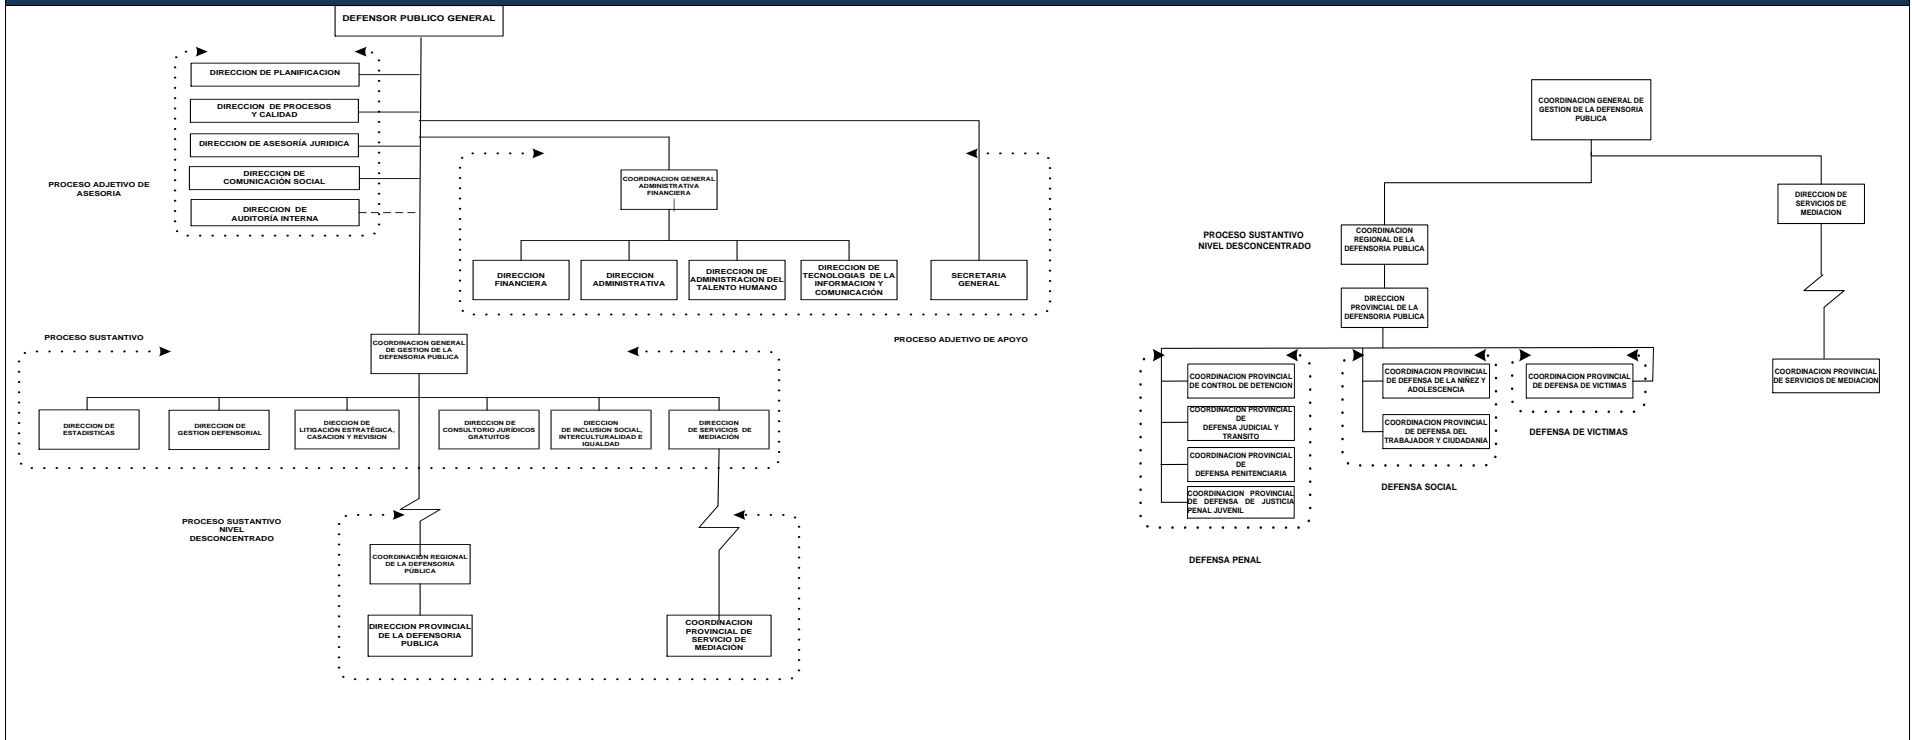 DEFENSOR PUBLICO GENERAL
DIRECCION DE PLANIFICACION
DIRECCION DE PROCESOS
Y CALIDAD
DIRECCION DE ASESORÍA JURIDICA
DIRECCION DE
COMUNICACIÓN SOCIAL
DIRECCION DE
AUDITORÍA INTERNA
PROCESO ADJETIVO DE
ASESORIA
COORDINACION GENERAL
ADMINISTRATIVA
FINANCIERA
DIRECCION
FINANCIERA
DIRECCION
ADMINISTRATIVA
DIRECCION DE
ADMINISTRACION DEL
TALENTO HUMANO
DIRECCION DE
TECNOLOGIAS DE LA
INFORMACION Y
COMUNICACIÓN
SECRETARIA
GENERAL
PROCESO ADJETIVO DE APOYO
PROCESO SUSTANTIVO
COORDINACION GENERAL
DE GESTION DE LA
DEFENSORIA PUBLICA
DIRECCION DE
ESTADISTICAS
DIRECCION DE
GESTION DEFENSORIAL
DIECCION DE
LITIGACIÓN ESTRATÉGICA,
CASACION Y REVISION
DIRECCION DE
CONSULTORIO JURÍDICOS
GRATUITOS
DIECCION
DE INCLUSION SOCIAL,
INTERCULTURALIDAD E
IGUALDAD
DIRECCION
DE SERVICIOS DE
MEDIACIÓN
PROCESO SUSTANTIVO
NIVEL
DESCONCENTRADO
COORDINACION REGIONAL
DE LA DEFENSORIA
PÚBLICA
DIRECCION PROVINCIAL
DE LA DEFENSORIA
PUBLICA
COORDINACION
PROVINCIAL DE
SERVICIO DE
MEDIACIÓN
COORDINACION GENERAL DE
GESTION DE LA DEFENSORIA
PUBLICA
DIRECCION DE
SERVICIOS DE
MEDIACION
PROCESO SUSTANTIVO
NIVEL DESCONCENTRADO
COORDINACION
REGIONAL DE LA
DEFENSORIA PUBLICA
DIRECCION
PROVINCIAL DE LA
DEFENSORIA PUBLICA
COORDINACION PROVINCIAL
DE CONTROL DE DETENCION
COORDINACION PROVINCIAL
DE
DEFENSA JUDICIAL Y
TRANSITO
COORDINACION PROVINCIAL
DE
DEFENSA PENITENCIARIA
COORDINACION PROVINCIAL
DE DEFENSA DE JUSTICIA
PENAL JUVENIL
DEFENSA PENAL
COORDINACION PROVINCIAL
DE DEFENSA DE LA NIÑEZ Y
ADOLESCENCIA
COORDINACION PROVINCIAL
DE DEFENSA DEL
TRABAJADOR Y CIUDADANIA
DEFENSA SOCIAL
COORDINACION PROVINCIAL
DE DEFENSA DE VICTIMAS
DEFENSA DE VICTIMAS
COORDINACION PROVINCIAL
DE SERVICIOS DE MEDIACION